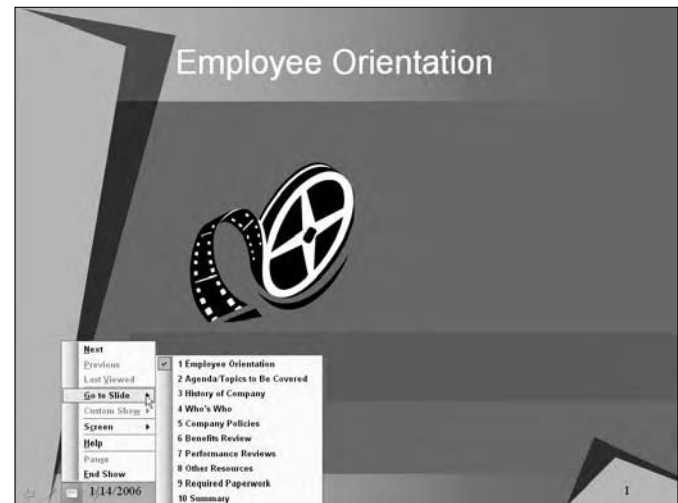 Employee Orientation
Next
Previous
Last Viewed
Go to Slide
Custom Show
Screen
Help
Pause
End Show
1 Employee Orientation
2 Agenda/Topics to Be Covered
3 History of Company
4 Who's Who
5 Company Policies
6 Benefits Review
7 Performance Reviews
8 Other Resources
9 Required Paperwork
10 Summary
1/14/2006
1